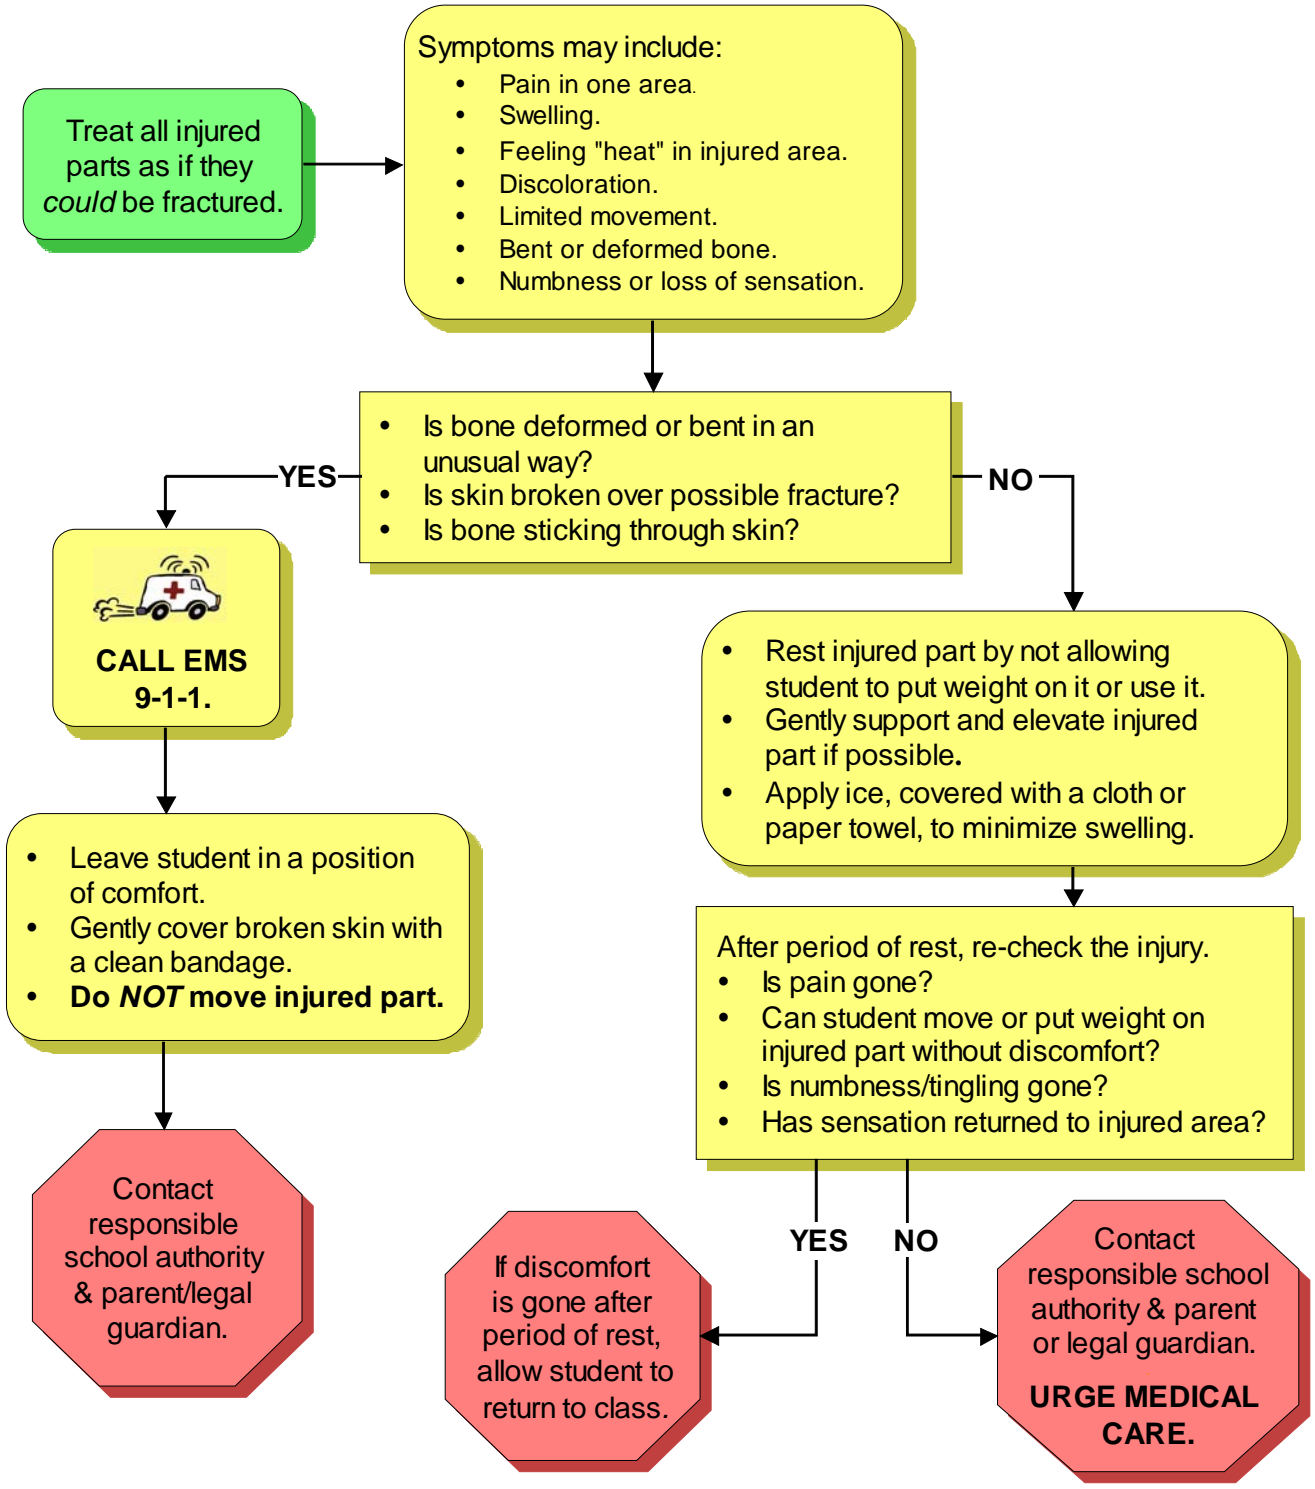 Treat all injured
parts as if they
could be fractured.
Symptoms may include:
• Pain in one area.
• Swelling.
• Feeling "heat" in injured area.
• Discoloration.
• Limited movement.
• Bent or deformed bone.
• Numbness or loss of sensation.
• Is bone deformed or bent in an
unusual way?
• Is skin broken over possible fracture?
• Is bone sticking through skin?
YES
NO
CALL EMS
9-1-1.
• Leave student in a position
of comfort.
• Gently cover broken skin with
a clean bandage.
• Do NOT move injured part.
Contact
responsible
school authority
& parent/legal
guardian.
• Rest injured part by not allowing
student to put weight on it or use it.
• Gently support and elevate injured
part if possible.
• Apply ice, covered with a cloth or
paper towel, to minimize swelling.
After period of rest, re-check the injury.
• Is pain gone?
• Can student move or put weight on
injured part without discomfort?
• Is numbness/tingling gone?
• Has sensation returned to injured area?
YES
NO
If discomfort
is gone after
period of rest,
allow student to
return to class.
Contact
responsible school
authority & parent
or legal guardian.
URGE MEDICAL
CARE.